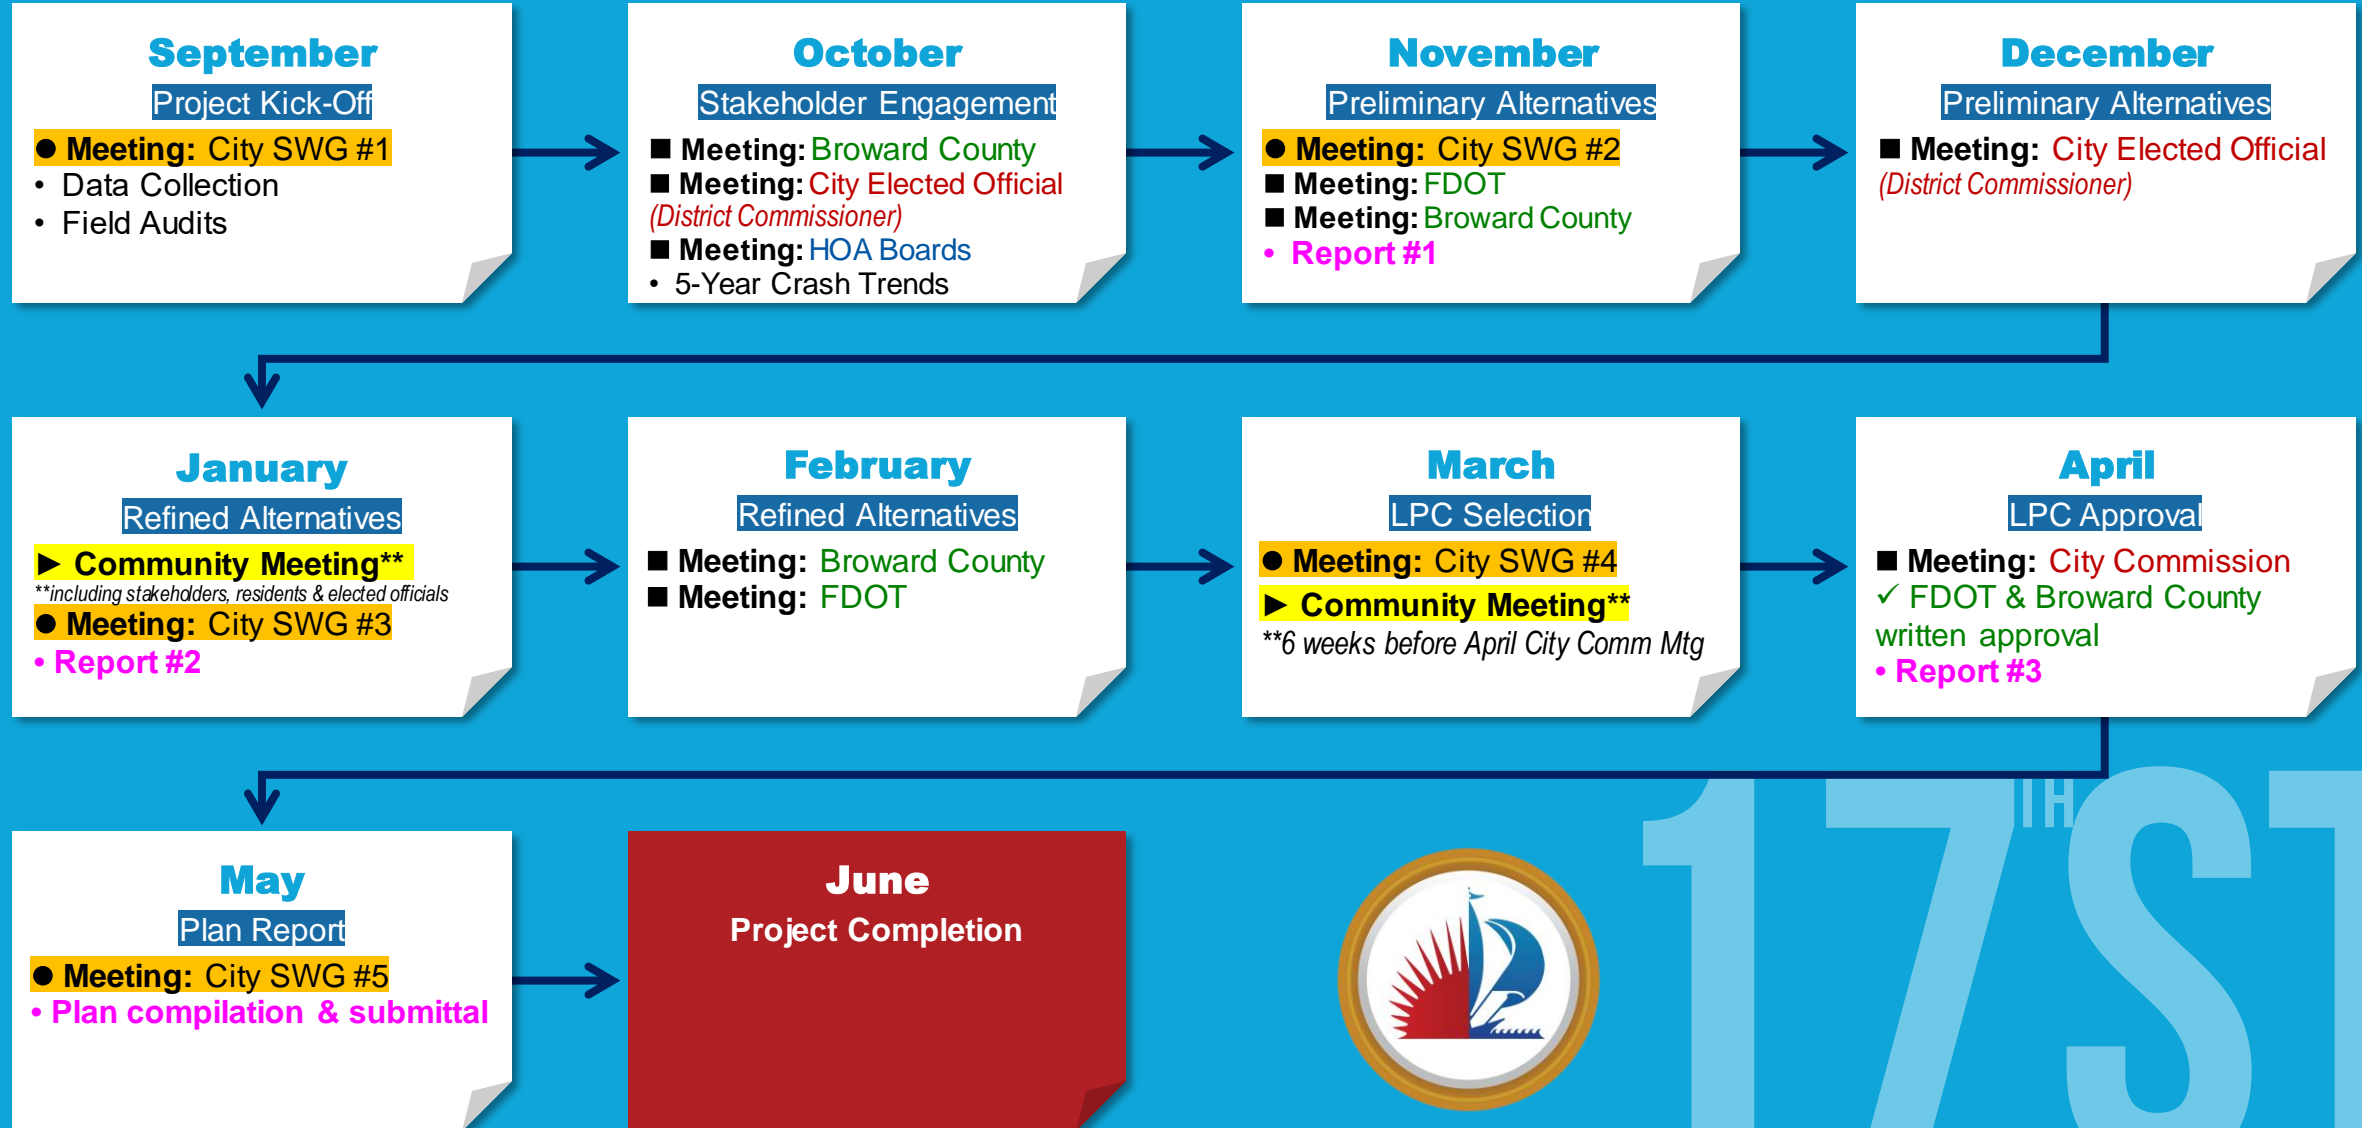 September
Project Kick-Off
● Meeting: City SWG #1
• Data Collection
• Field Audits
October
Stakeholder Engagement
■ Meeting: Broward County
■ Meeting: City Elected Official
(District Commissioner)
■ Meeting: HOA Boards
• 5-Year Crash Trends
November
Preliminary Alternatives
● Meeting: City SWG #2
■ Meeting: FDOT
■ Meeting: Broward County
• Report #1
December
Preliminary Alternatives
■ Meeting: City Elected Official
(District Commissioner)
January
Refined Alternatives
► Community Meeting**
**including stakeholders, residents & elected officials
● Meeting: City SWG #3
• Report #2
February
Refined Alternatives
■ Meeting: Broward County
■ Meeting: FDOT
March
LPC Selection
● Meeting: City SWG #4
► Community Meeting**
**6 weeks before April City Comm Mtg
April
LPC Approval
■ Meeting: City Commission
✓ FDOT & Broward County
written approval
• Report #3
May
Plan Report
● Meeting: City SWG #5
• Plan compilation & submittal
June
Project Completion
17TH ST